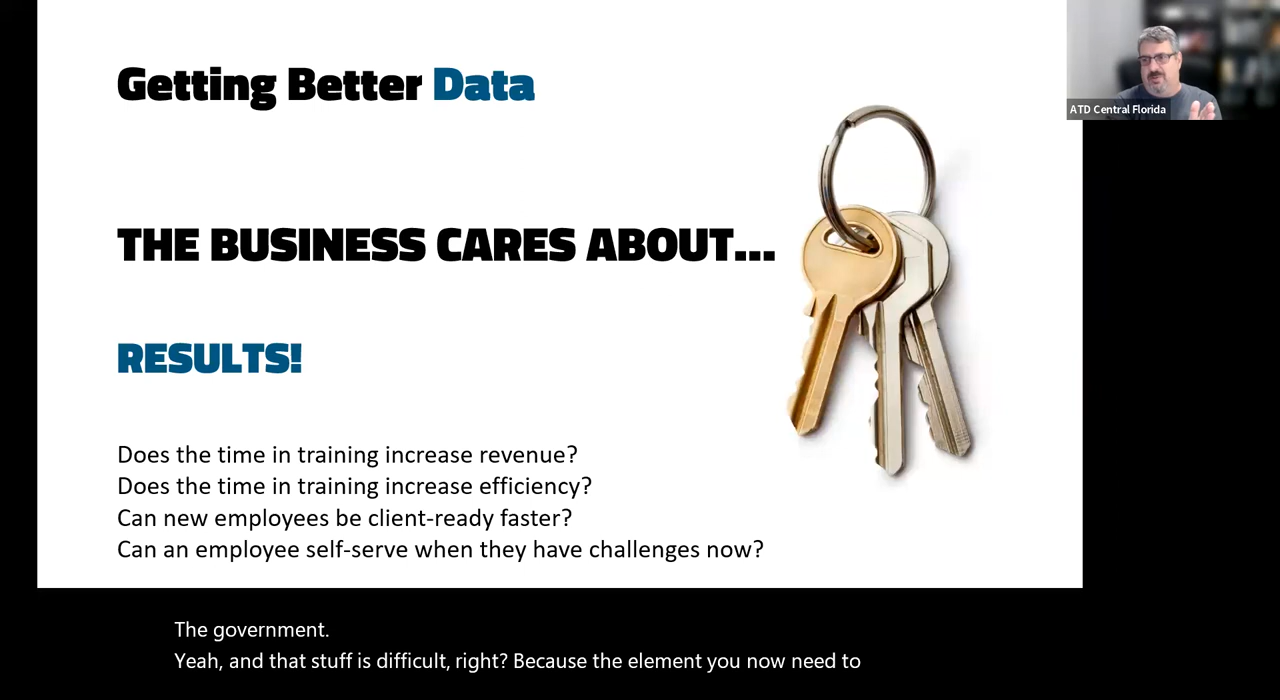 Getting Better Data
ATD Central Florida
THE BUSINESS CARES ABOUT...
RESULTS!
Does the time in training increase revenue?
Does the time in training increase efficiency?
Can new employees be client-ready faster?
Can an employee self-serve when they have challenges now?
The government.
Yeah, and that stuff is difficult, right? Because the element you now need to